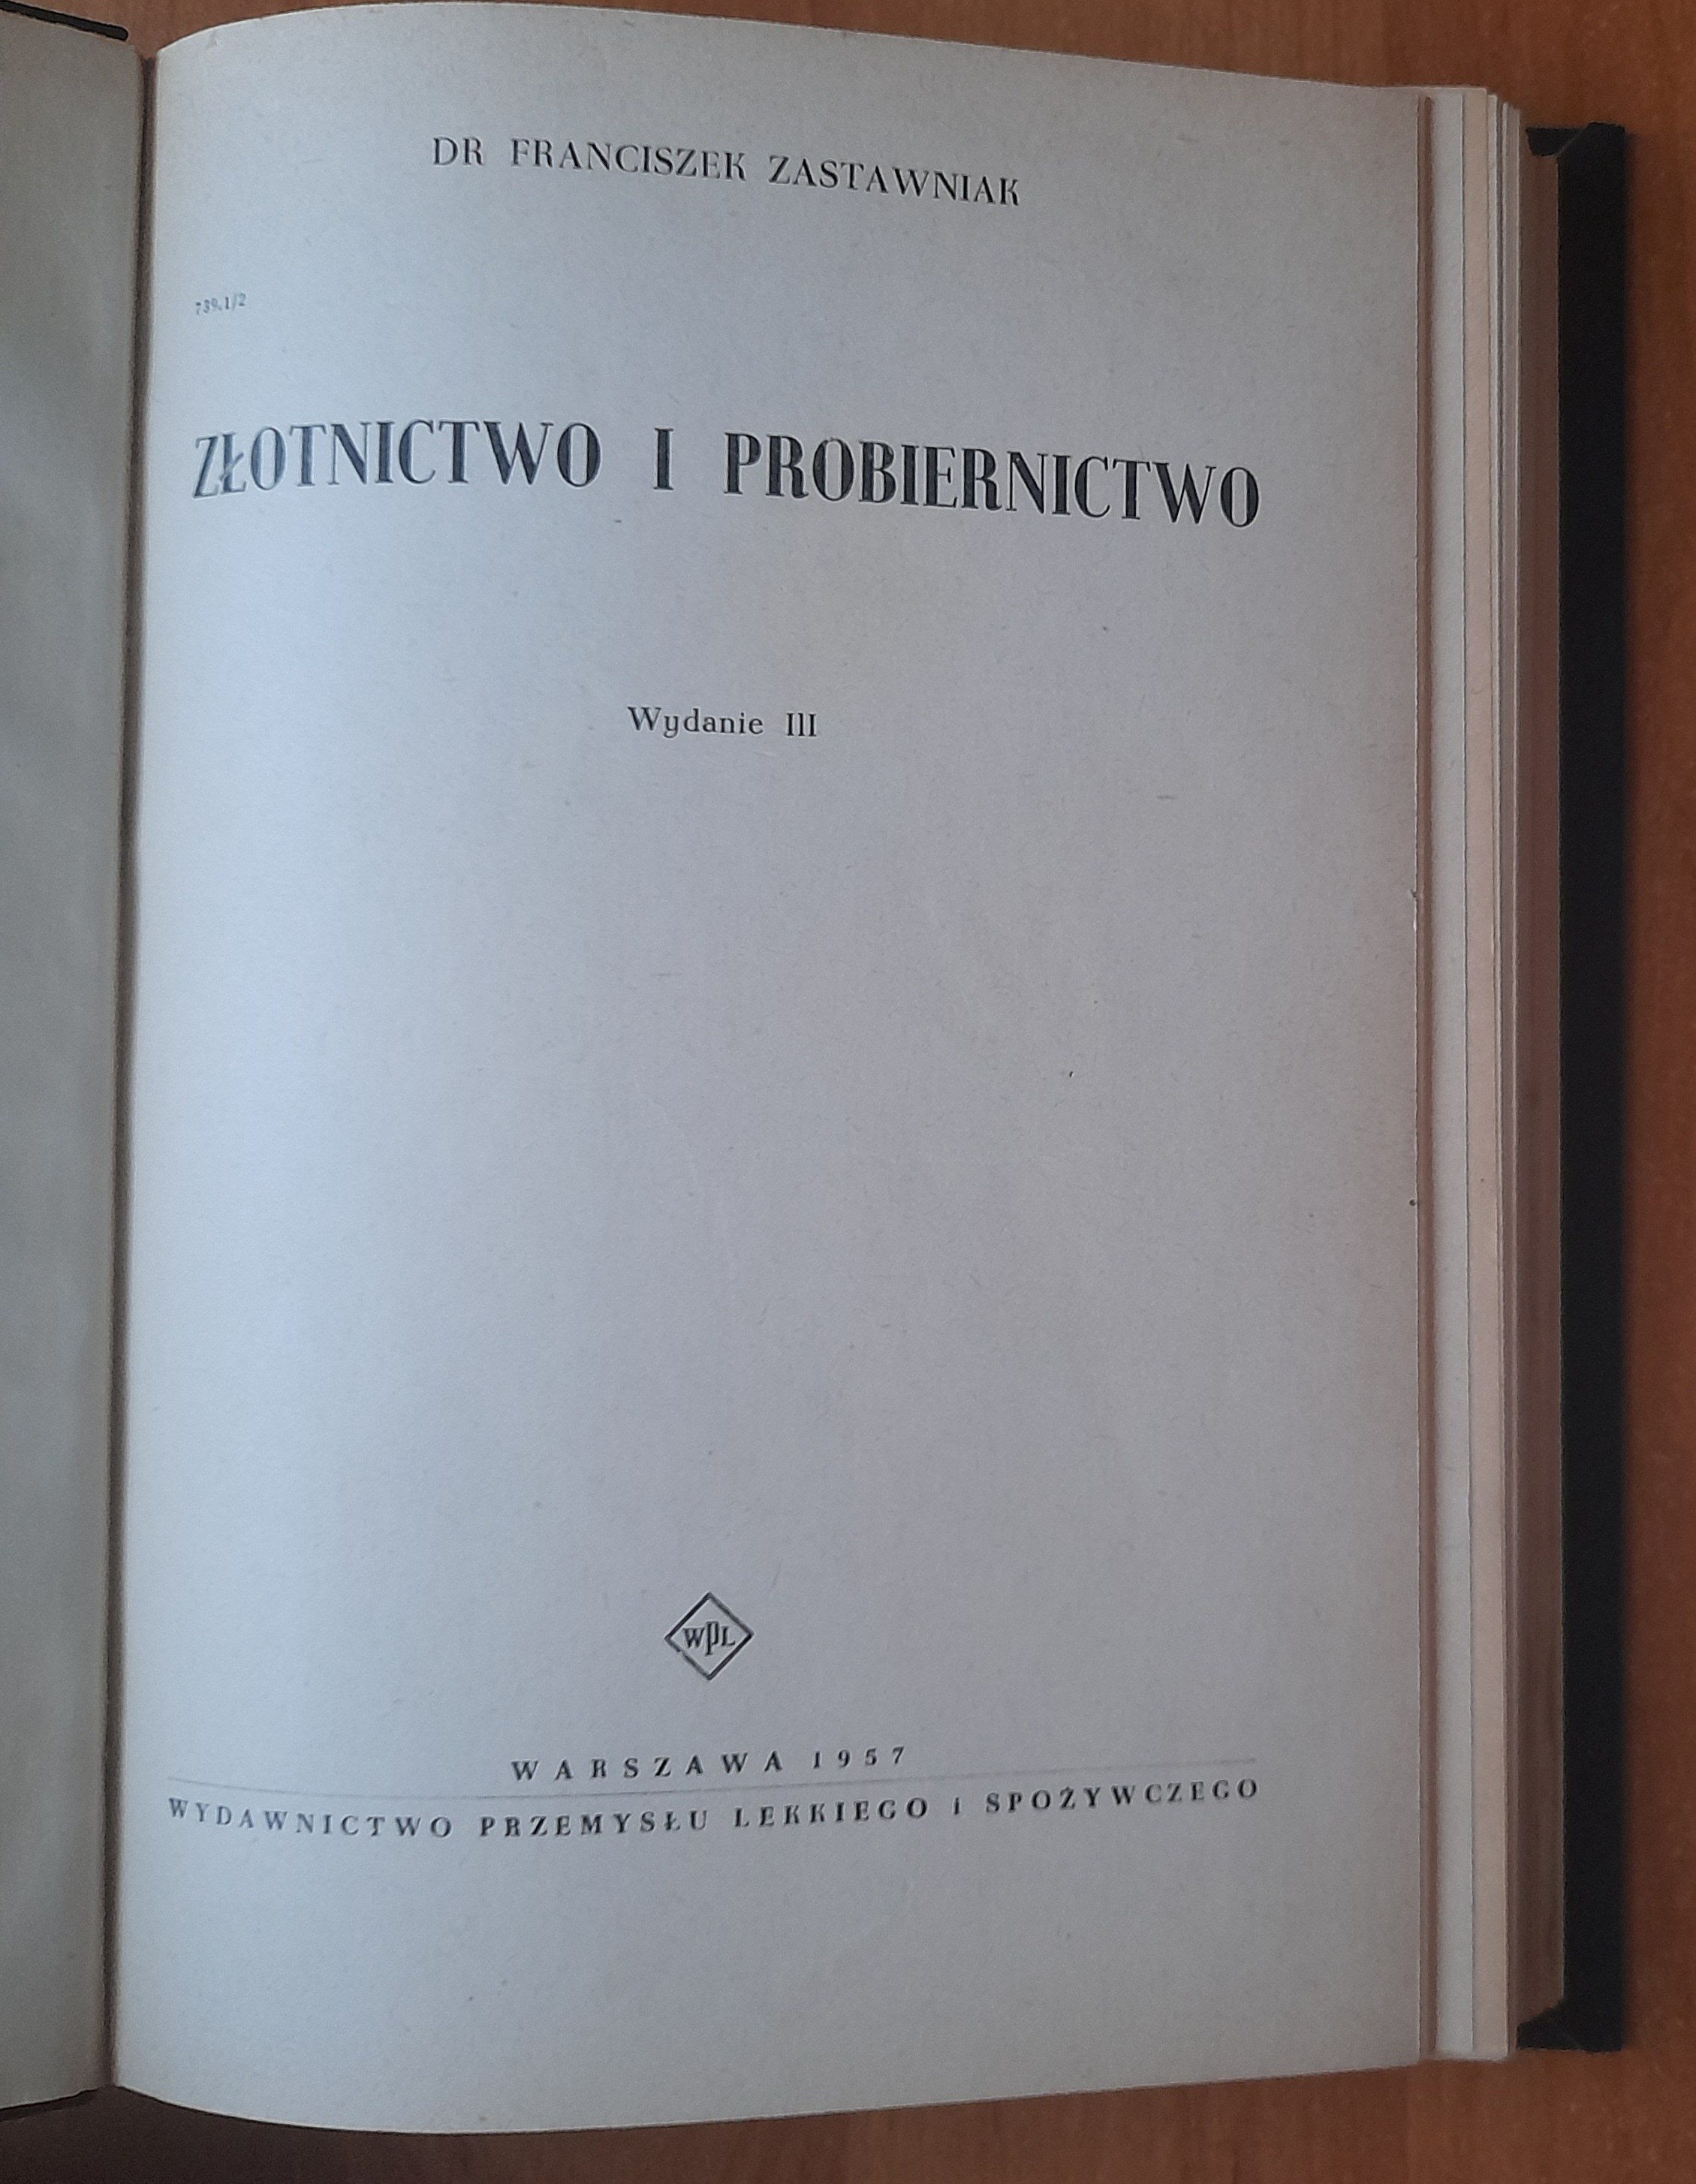 DR FRANCISZEK ZASTAWNIAK
739.1/2
ZŁOTNICTWO I PROBIERNICTWO
Wydanie III
WPL
WARSZAWA 1957
WYDAWNICTWO PRZEMYSŁU LEKKIEGO i SPOŻYWCZEGO